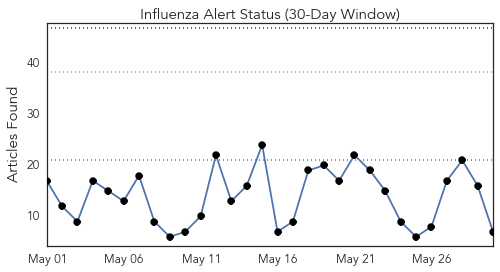 Influenza Alert Status (30-Day Window)
Articles Found
40
30
20
10
May 01 May 06 May 11 May 16 May 21 May 26